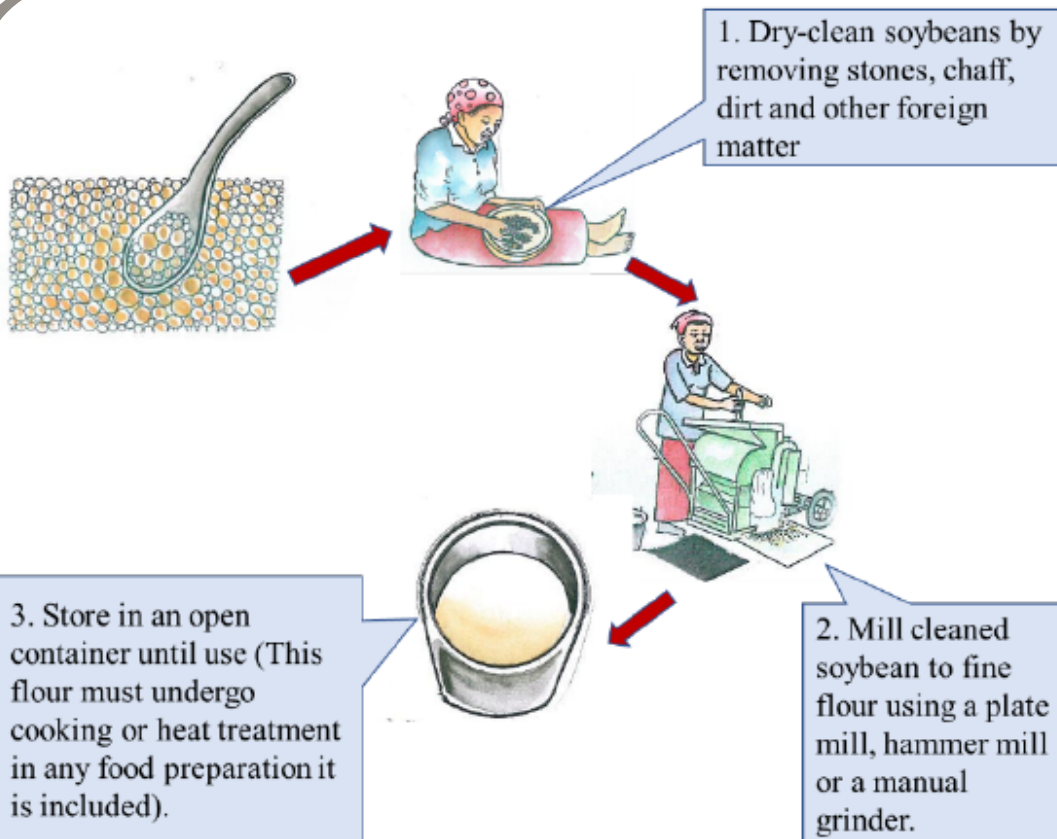 1. Dry-clean soybeans by
removing stones, chaff,
dirt and other foreign
matter
2. Mill cleaned
soybean to fine
flour using a plate
mill, hammer mill
or a manual
grinder.
3. Store in an open
container until use (This
flour must undergo
cooking or heat treatment
in any food preparation it
is included).